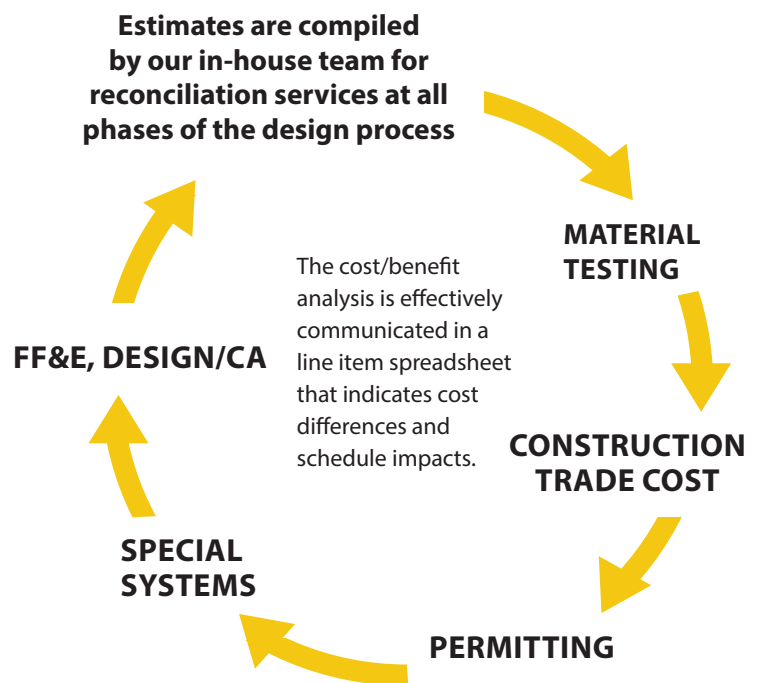 Estimates are compiled
by our in-house team for
reconciliation services at all
phases of the design process
MATERIAL
TESTING
The cost/benefit
analysis is effectively
communicated in a
line item spreadsheet
that indicates cost
differences and
schedule impacts.
FF&E, DESIGN/CA
CONSTRUCTION
TRADE COST
SPECIAL
SYSTEMS
PERMITTING